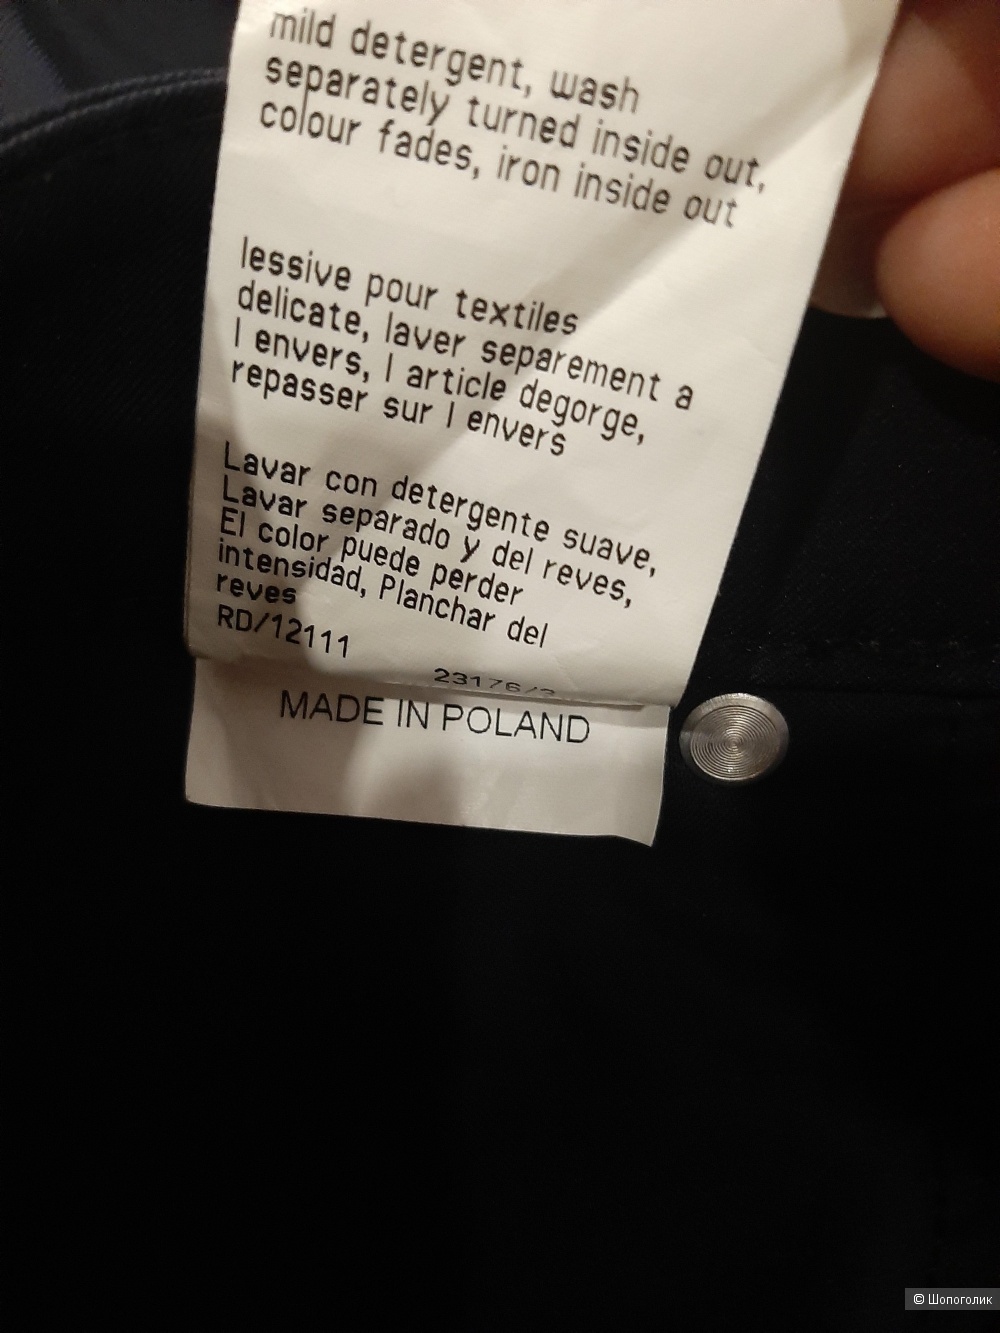 mild detergent, wash
separately turned inside out,
colour fades, iron inside out
lessive pour textiles
delicate, laver separement a
l envers, l article degorge,
repasser sur l envers
Lavar con detergente suave,
Lavar separado y del reves,
El color puede perder
intensidad, Planchar del
reves
RD/12111
MADE IN POLAND
© Шопоголик